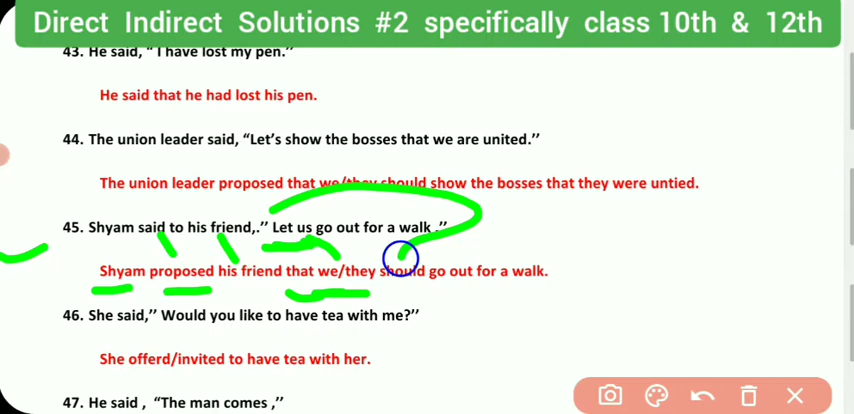 Direct Indirect Solutions #2 specifically class 10th & 12th
43. He said, “ I have lost my pen.’’
He said that he had lost his pen.
44. The union leader said, “Let’s show the bosses that we are united.’’
The union leader proposed that we/they should show the bosses that they were untied.
45. Shyam said to his friend,.’’ Let us go out for a walk .’’
Shyam proposed his friend that we/they should go out for a walk.
46. She said,’’ Would you like to have tea with me?’’
She offerd/invited to have tea with her.
47. He said , “The man comes ,’’